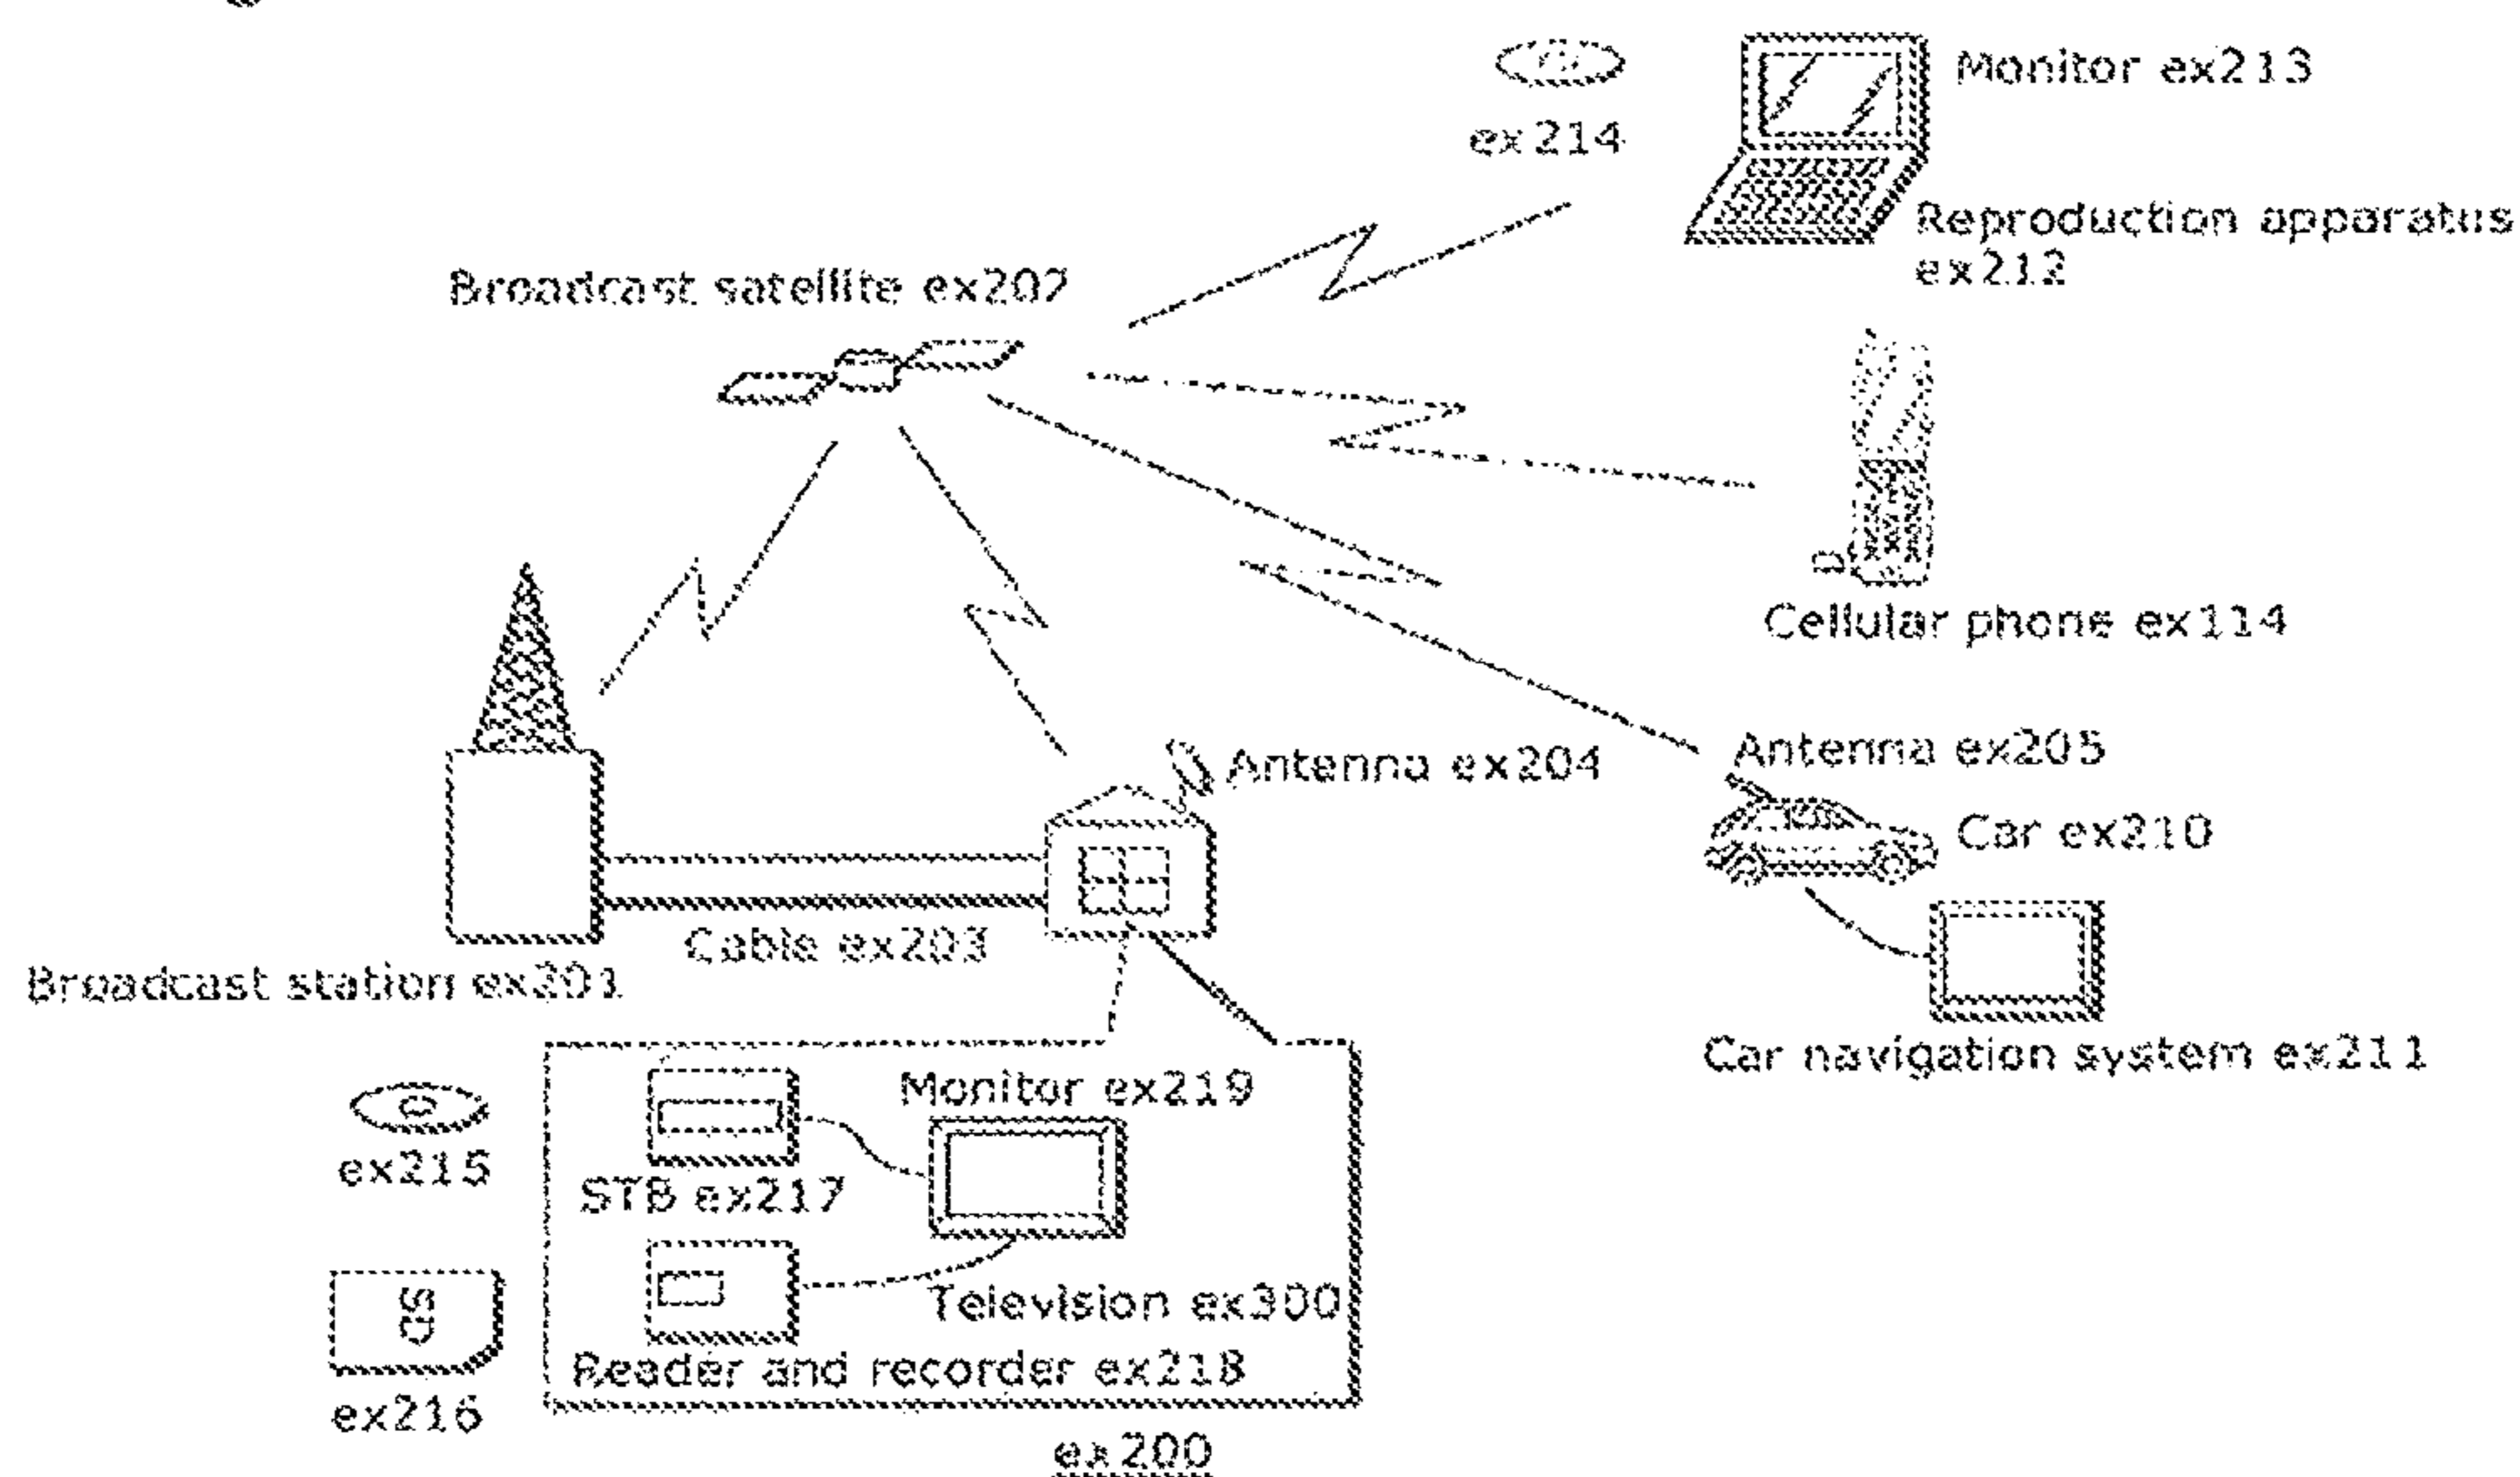 Monitor ex213
ex214
Reproduction apparatus
ex212
Broadcast satellite ex202
Cellular phone ex114
Antenna ex204
Antenna ex205
Car ex210
Cable ex203
Broadcast station ex201
Car navigation system ex211
Monitor ex219
ex215
STB ex217
SD
Television ex300
Reader and recorder ex218
ex216
ex200